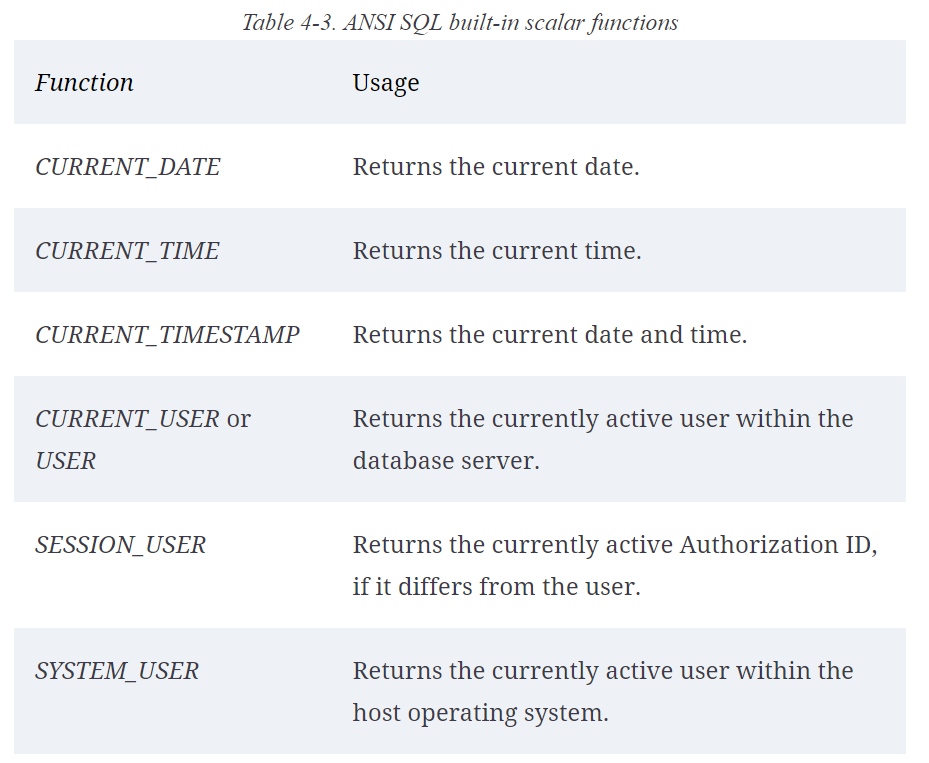 Table 4-3. ANSI SQL built-in scalar functions
Function Usage
CURRENT_DATE Returns the current date.
CURRENT_TIME Returns the current time.
CURRENT_TIMESTAMP Returns the current date and time.
CURRENT_USER or Returns the currently active user within the
USER database server.
SESSION_USER Returns the currently active Authorization ID,
if it differs from the user.
SYSTEM_USER Returns the currently active user within the
host operating system.